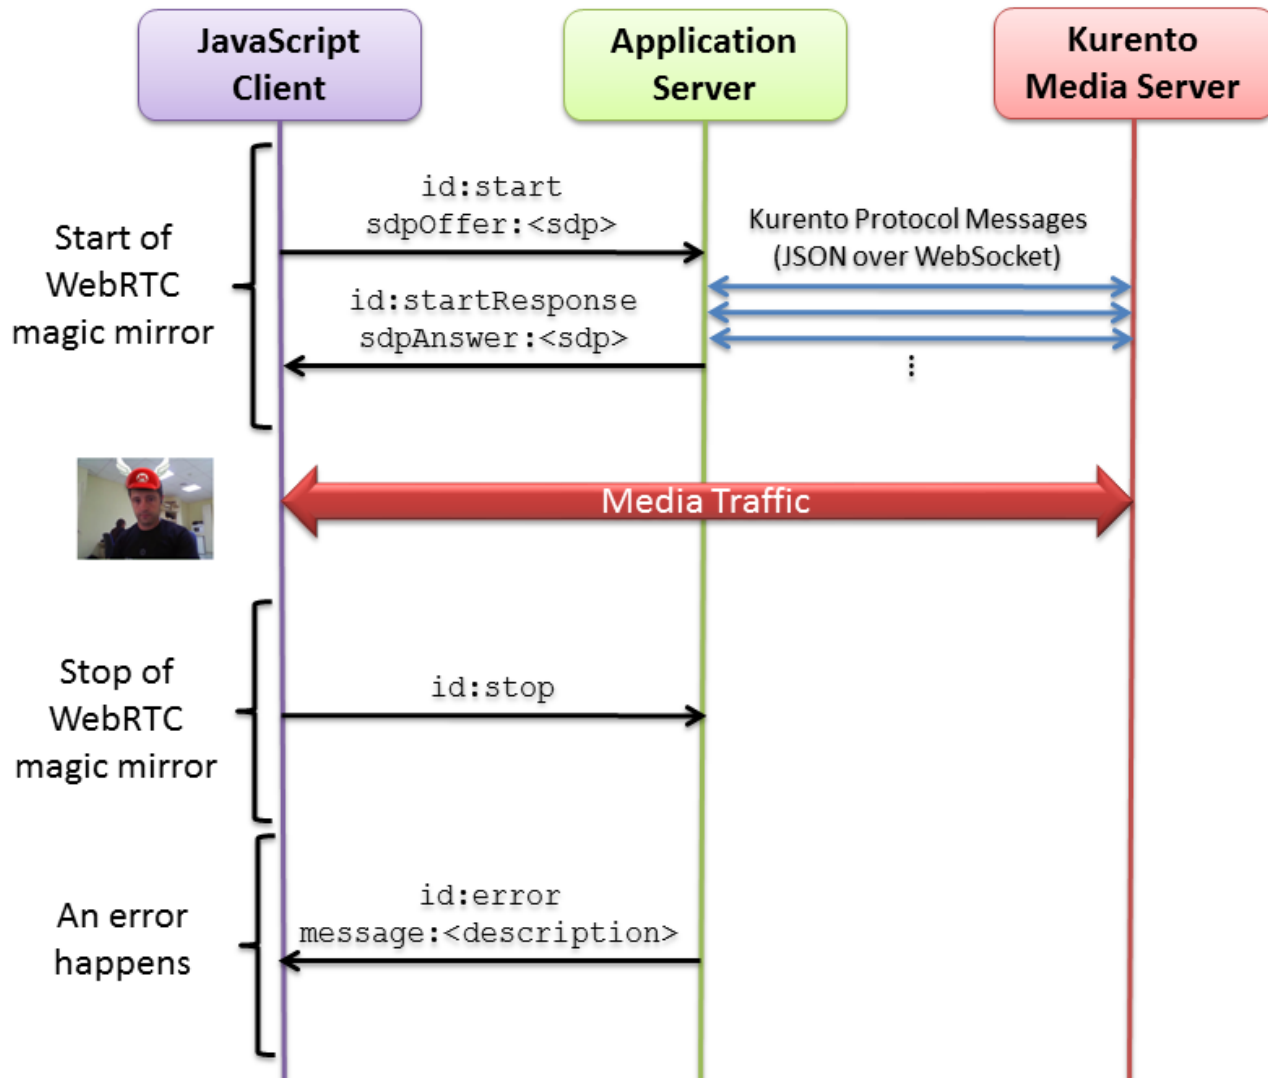 JavaScript
Client
Application
Server
Kurento
Media Server
Start of
WebRTC
magic mirror
id:start
sdpOffer:<sdp>
Kurento Protocol Messages
(JSON over WebSocket)
id:startResponse
sdpAnswer:<sdp>
Media Traffic
Stop of
WebRTC
magic mirror
id:stop
An error
happens
id:error
message:<description>